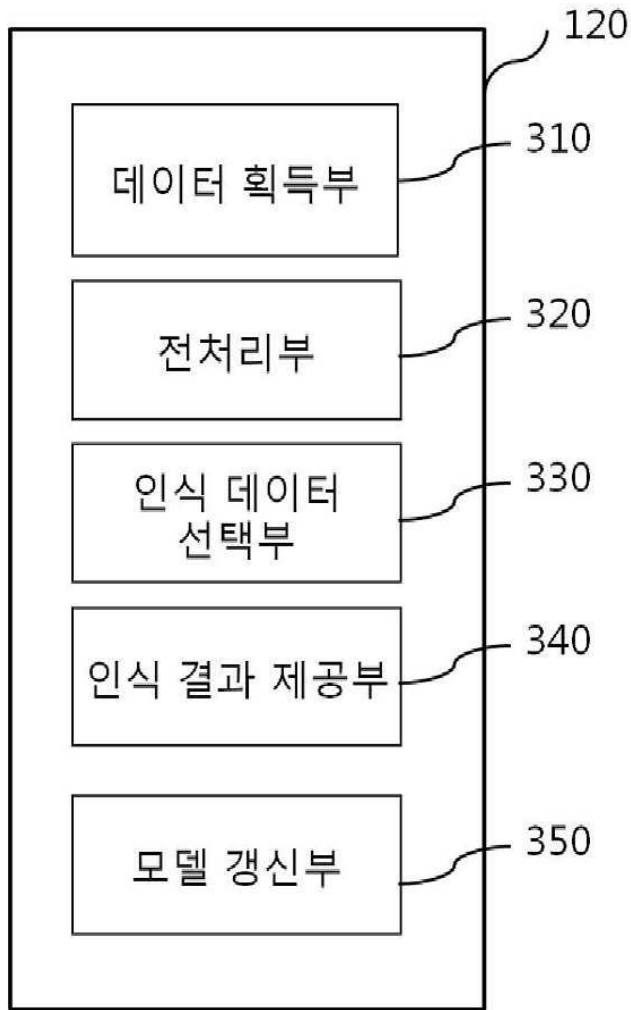 120
데이터 획득부
310
전처리부
320
인식 데이터
선택부
330
인식 결과 제공부
340
모델 갱신부
350